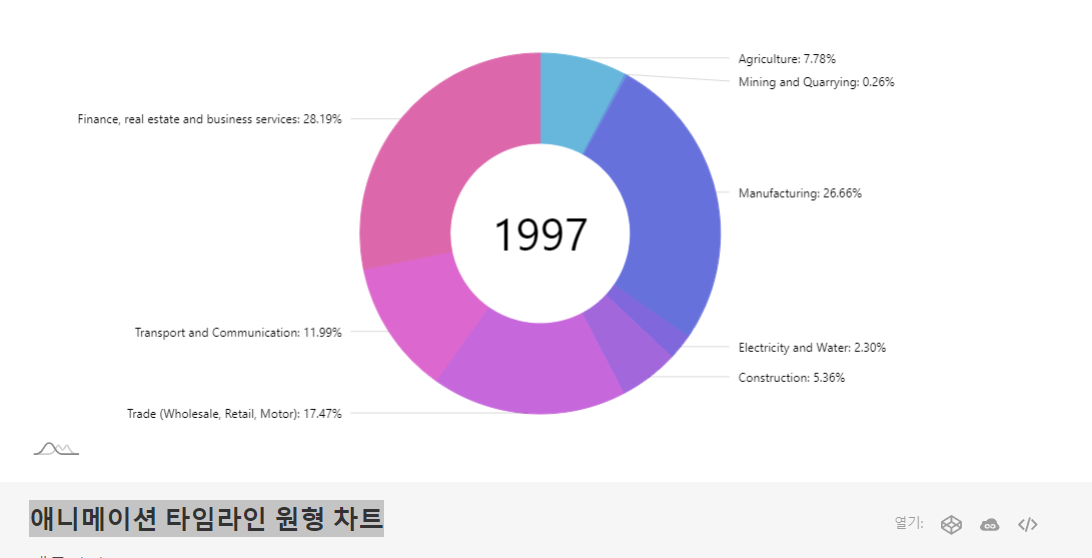 Agriculture: 7.78%
Mining and Quarrying: 0.26%
Finance, real estate and business services: 28.19%
Manufacturing: 26.66%
1997
Transport and Communication: 11.99%
Electricity and Water: 2.30%
Construction: 5.36%
Trade (Wholesale, Retail, Motor): 17.47%
애니메이션 타임라인 원형 차트
열기: